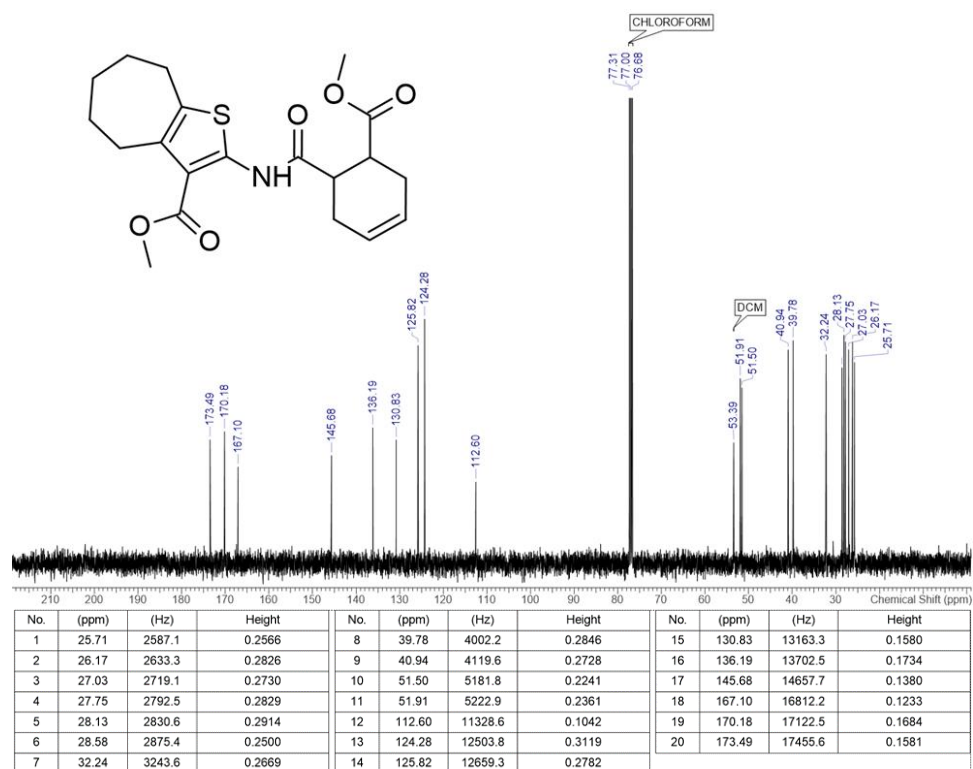 CHLOROFORM
77.31
77.00
76.68
S
O
O
O
NH
O
O
DCM
173.49
170.18
167.10
145.68
136.19
130.83
125.82
124.28
112.60
53.39
51.91
51.50
40.94
39.78
32.24
28.13
27.75
27.03
26.17
25.71
210 200 190 180 170 160 150 140 130 120 110 100 90 80 70 60 50 40 30 Chemical Shift (ppm)
No. (ppm) (Hz) Height No. (ppm) (Hz) Height No. (ppm) (Hz) Height
1 25.71 2587.1 0.2566 8 39.78 4002.2 0.2846 15 130.83 13163.3 0.1580
2 26.17 2633.3 0.2826 9 40.94 4119.6 0.2728 16 136.19 13702.5 0.1734
3 27.03 2719.1 0.2730 10 51.50 5181.8 0.2241 17 145.68 14657.7 0.1380
4 27.75 2792.5 0.2829 11 51.91 5222.9 0.2361 18 167.10 16812.2 0.1233
5 28.13 2830.6 0.2914 12 112.60 11328.6 0.1042 19 170.18 17122.5 0.1684
6 28.58 2875.4 0.2500 13 124.28 12503.8 0.3119 20 173.49 17455.6 0.1581
7 32.24 3243.6 0.2669 14 125.82 12659.3 0.2782